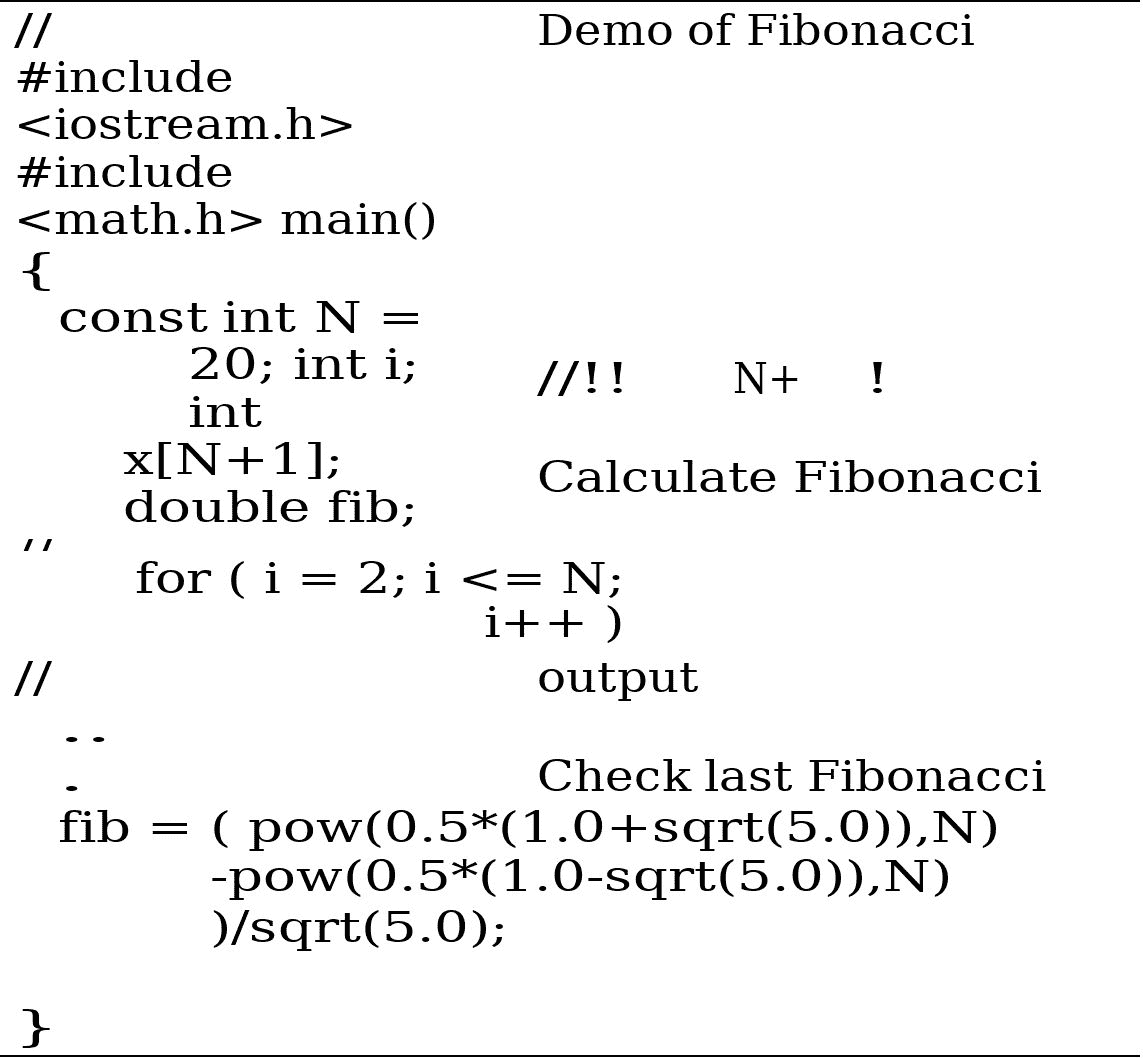 // Demo of Fibonacci
#include
<iostream.h>
#include
<math.h> main()
{
const int N =
20; int i;
//!! N+ !
int
x[N+1];
Calculate Fibonacci
double fib;
//
for ( i = 2; i <= N;
i++ )
// output
..
. Check last Fibonacci
fib = ( pow(0.5*(1.0+sqrt(5.0)),N)
-pow(0.5*(1.0-sqrt(5.0)),N)
)/sqrt(5.0);
}